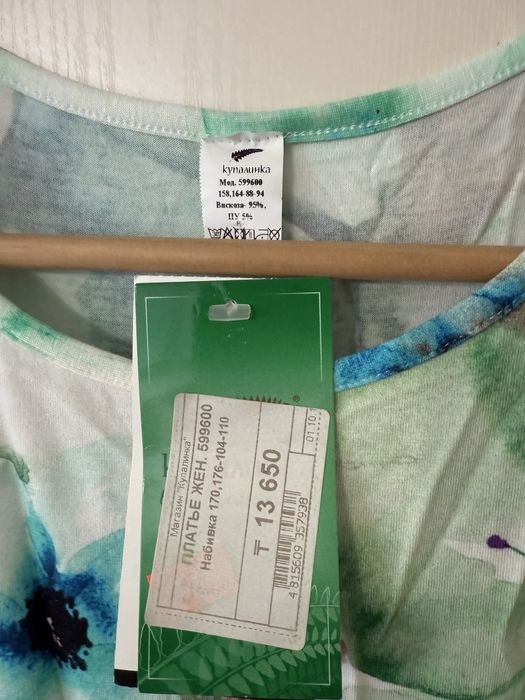 купалинка
Мод. 599600
158,164-88-94
Вискоза- 95%,
ПУ 5%
Магазин "Купалинка"
ПЛАТЬЕ ЖЕН. 599600
Набивка 170,176-104-110
₸ 13 650
4 815609 357938
01.10.1